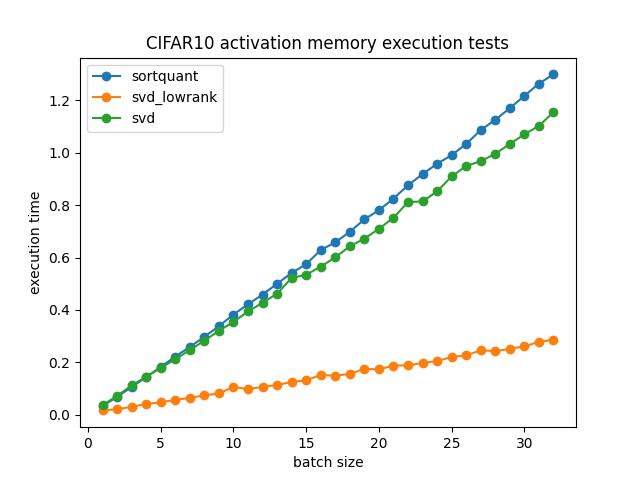 CIFAR10 activation memory execution tests
sortquant
svd_lowrank
svd
execution time
1.2
1.0
0.8
0.6
0.4
0.2
0.0
0 5 10 15 20 25 30
batch size